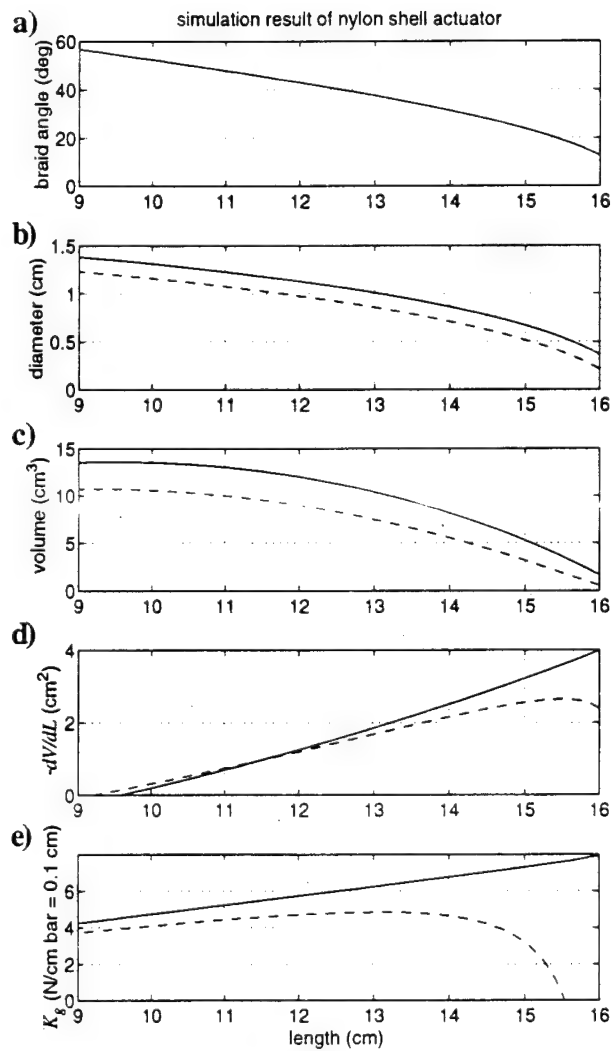 a) simulation result of nylon shell actuator
braid angle (deg)
60
40
20
0
9 10 11 12 13 14 15 16
b)
diameter (cm)
1.5
1
0.5
0
9 10 11 12 13 14 15 16
c)
volume (cm³)
15
10
5
0
9 10 11 12 13 14 15 16
d)
-dV/dL (cm²)
4
2
0
9 10 11 12 13 14 15 16
e)
Kg (N/cm bar = 0.1 cm)
6
4
2
0
9 10 11 12 13 14 15 16
length (cm)